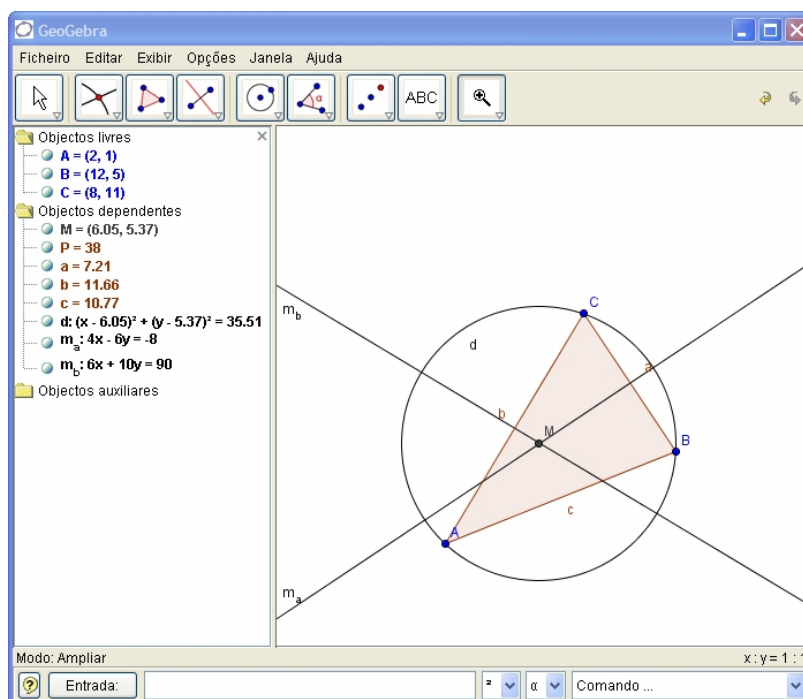 GeoGebra
Ficheiro Editar Exibir Opções Janela Ajuda
α ABC
Objectos livres
A = (2, 1)
B = (12, 5)
C = (8, 11)
Objectos dependentes
M = (6.05, 5.37)
P = 38
a = 7.21
b = 11.66
c = 10.77
d: (x - 6.05)² + (y - 5.37)² = 35.51
mₐ: 4x - 6y = -8
m_b: 6x + 10y = 90
Objectos auxiliares
m_b
C
d
a
b
M
B
c
A
mₐ
Modo: Ampliar x : y = 1 : 1
Entrada: ² α Comando ...